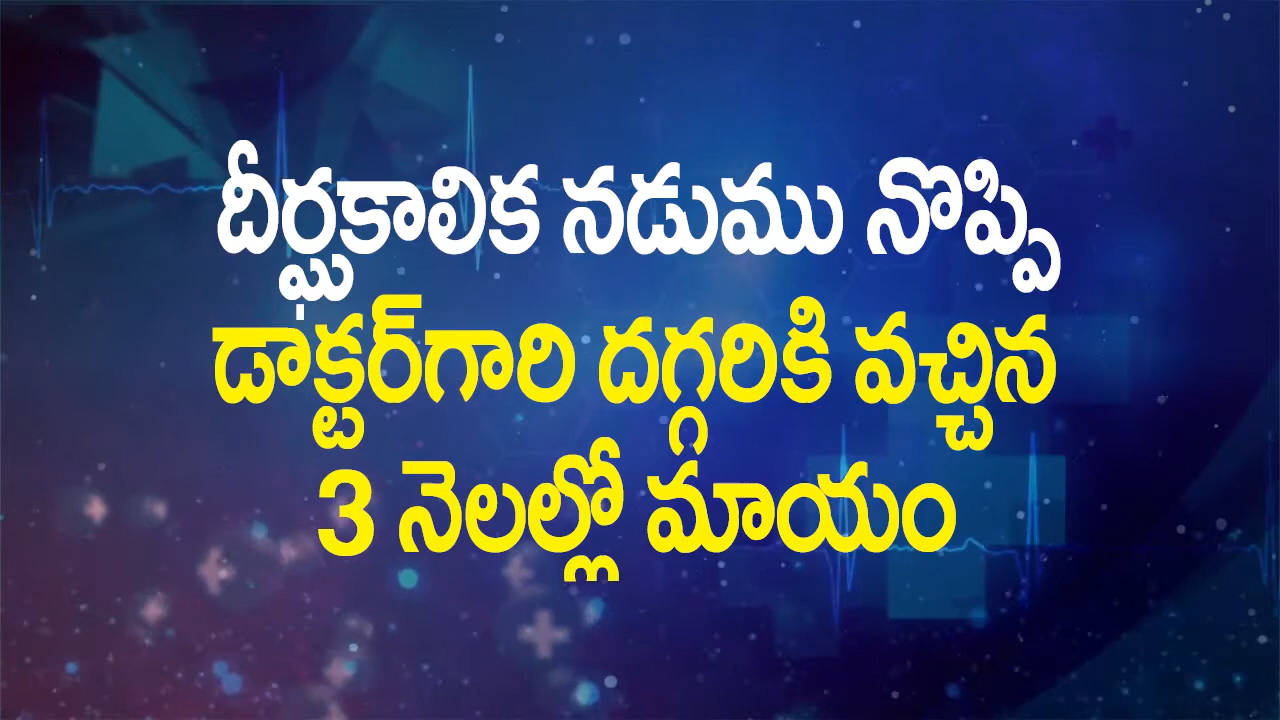 దీర్ఘకాలిక నడుము నొప్పి
డాక్టర్‌గారి దగ్గరికి వచ్చిన
3 నెలల్లో మాయం